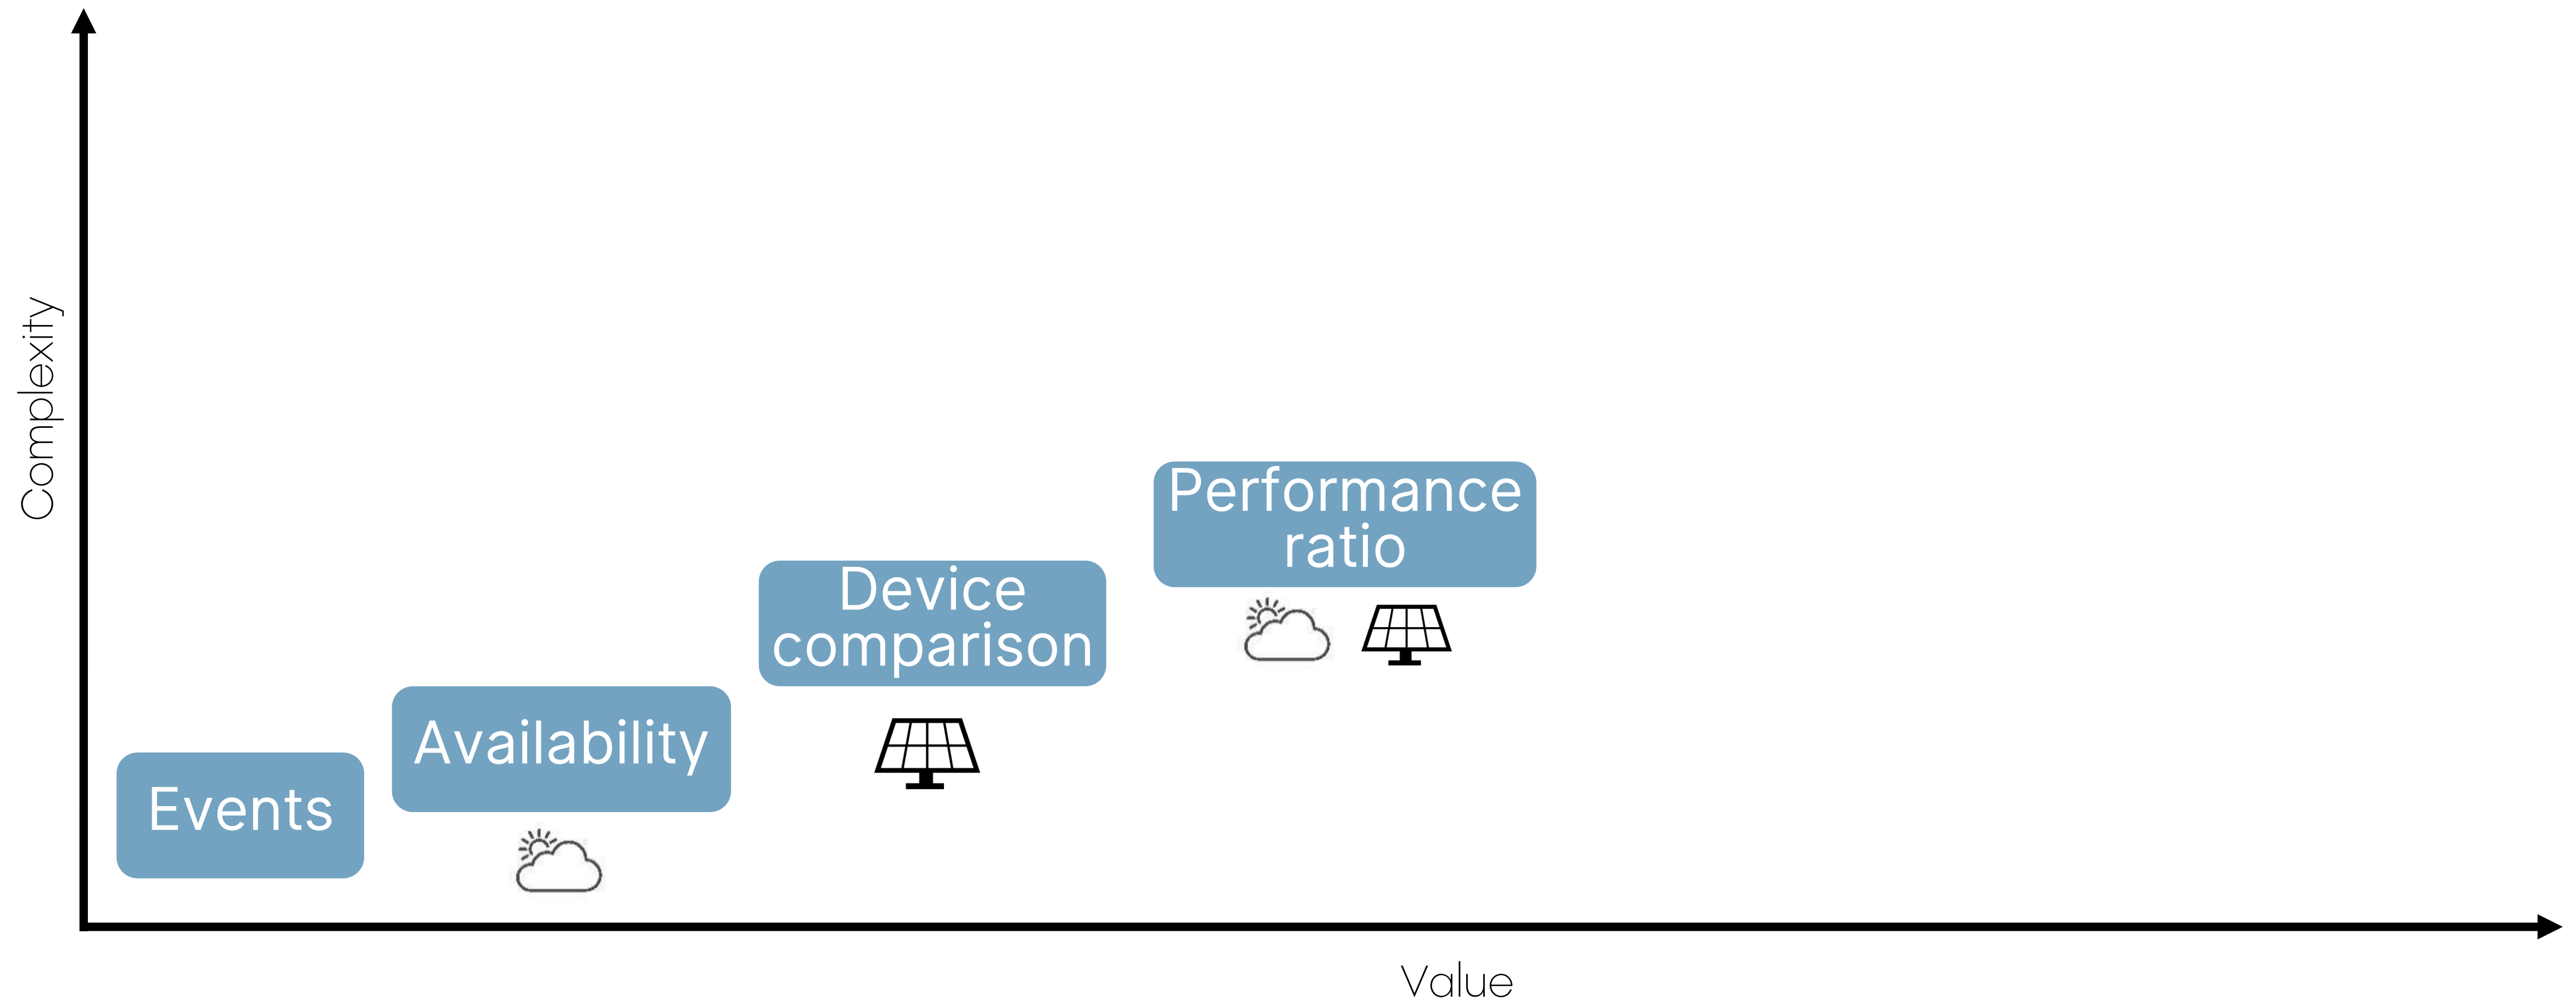 Complexity
Performance
ratio
Device
comparison
Availability
Events
Value